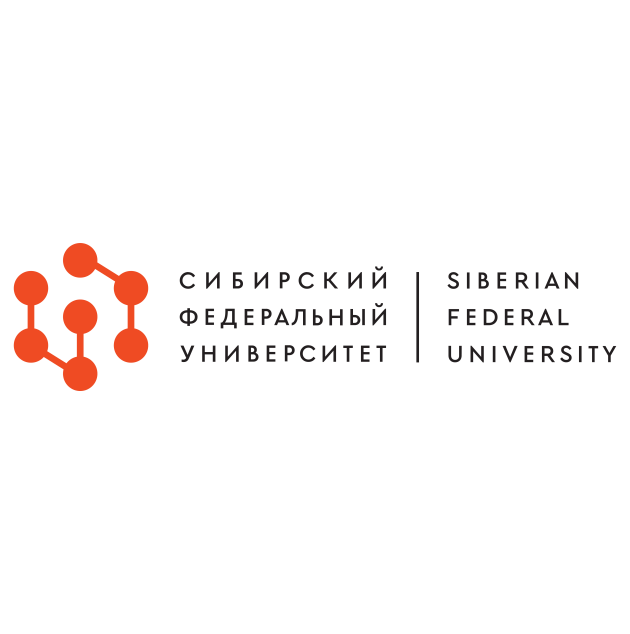 СИБИРСКИЙ
ФЕДЕРАЛЬНЫЙ
УНИВЕРСИТЕТ
SIBERIAN
FEDERAL
UNIVERSITY